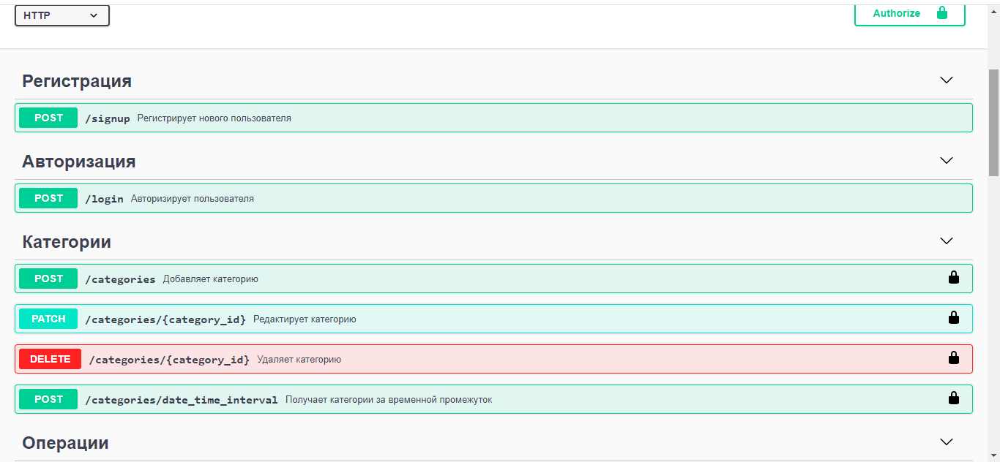 HTTP
Authorize
Регистрация
POST /signup Регистрирует нового пользователя
Авторизация
POST /login Авторизирует пользователя
Категории
POST /categories Добавляет категорию
PATCH /categories/{category_id} Редактирует категорию
DELETE /categories/{category_id} Удаляет категорию
POST /categories/date_time_interval Получает категории за временной промежуток
Операции